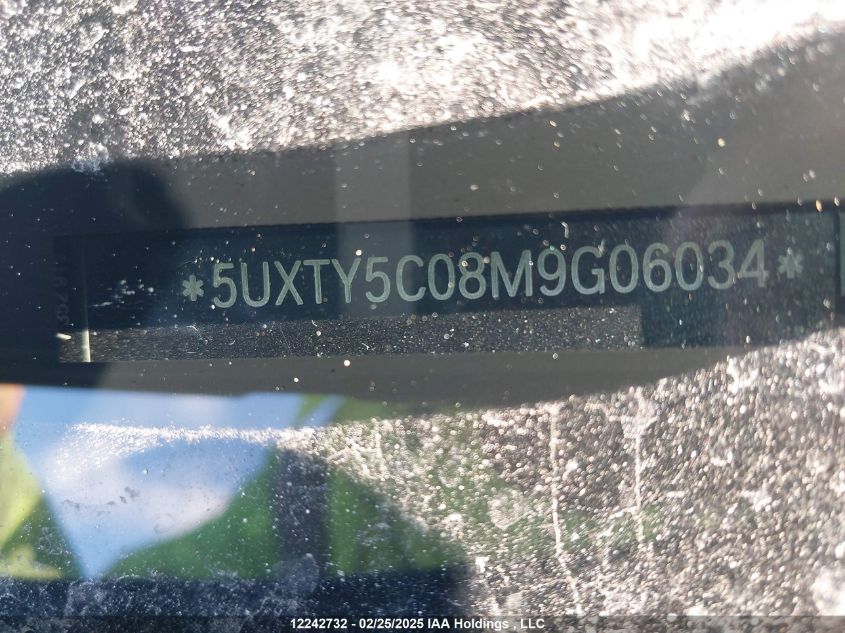 *5UXTY5C08M9G06034*
12242732 - 02/25/2025 IAA Holdings , LLC